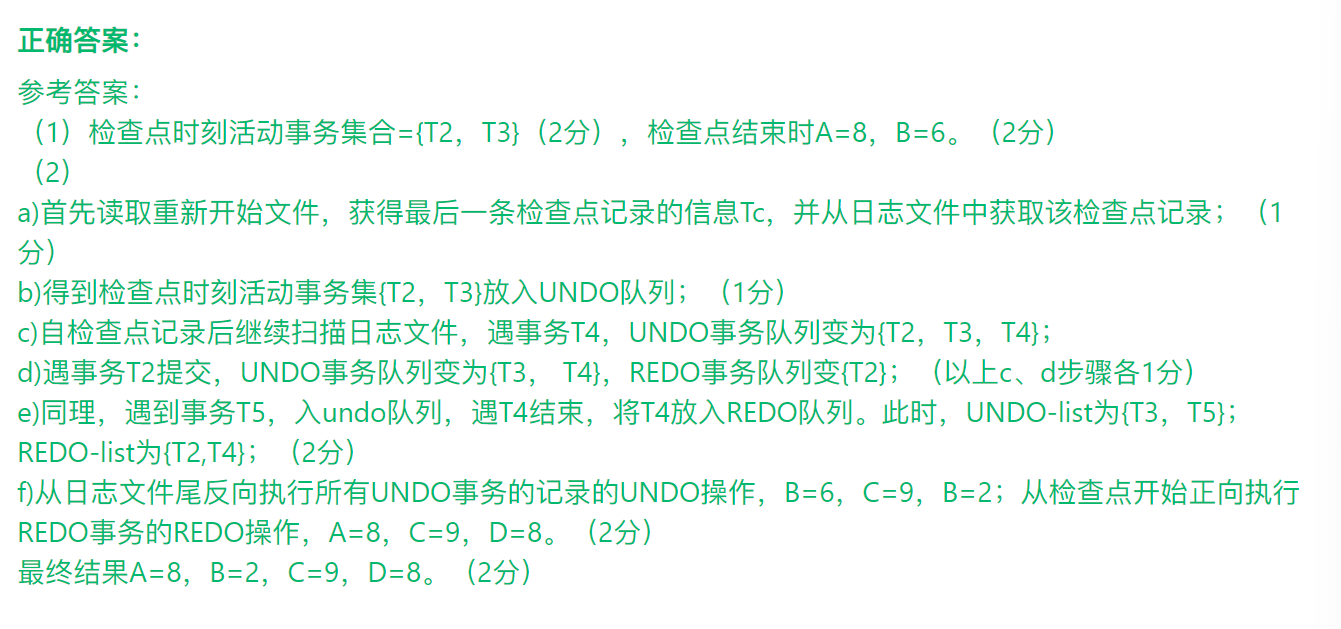 正确答案：
参考答案：
（1）检查点时刻活动事务集合={T2，T3}（2分），检查点结束时A=8，B=6。（2分）
（2）
a)首先读取重新开始文件，获得最后一条检查点记录的信息Tc，并从日志文件中获取该检查点记录；（1
分）
b)得到检查点时刻活动事务集{T2，T3}放入UNDO队列；（1分）
c)自检查点记录后继续扫描日志文件，遇事务T4，UNDO事务队列变为{T2，T3，T4}；
d)遇事务T2提交，UNDO事务队列变为{T3， T4}，REDO事务队列变{T2}；（以上c、d步骤各1分）
e)同理，遇到事务T5，入undo队列，遇T4结束，将T4放入REDO队列。此时，UNDO-list为{T3，T5}；
REDO-list为{T2,T4}；（2分）
f)从日志文件尾反向执行所有UNDO事务的记录的UNDO操作，B=6，C=9，B=2；从检查点开始正向执行
REDO事务的REDO操作，A=8，C=9，D=8。（2分）
最终结果A=8，B=2，C=9，D=8。（2分）